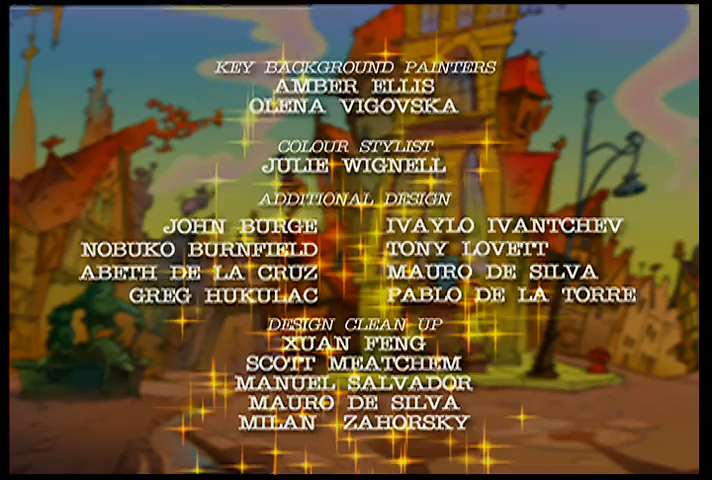 KEY BACKGROUND PAINTERS
AMBER ELLIS
OLENA VIGOVSKA
COLOUR STYLIST
JULIE WIGNELL
ADDITIONAL DESIGN
JOHN BURGE IVAYLO IVANTCHEV
NOBUKO BURNFIELD TONY LOVETT
ABETH DE LA CRUZ MAURO DE SILVA
GREG HUKULAC PABLO DE LA TORRE
DESIGN CLEAN UP
XUAN FENG
SCOTT MEATCHEM
MANUEL SALVADOR
MAURO DE SILVA
MILAN ZAHORSKY